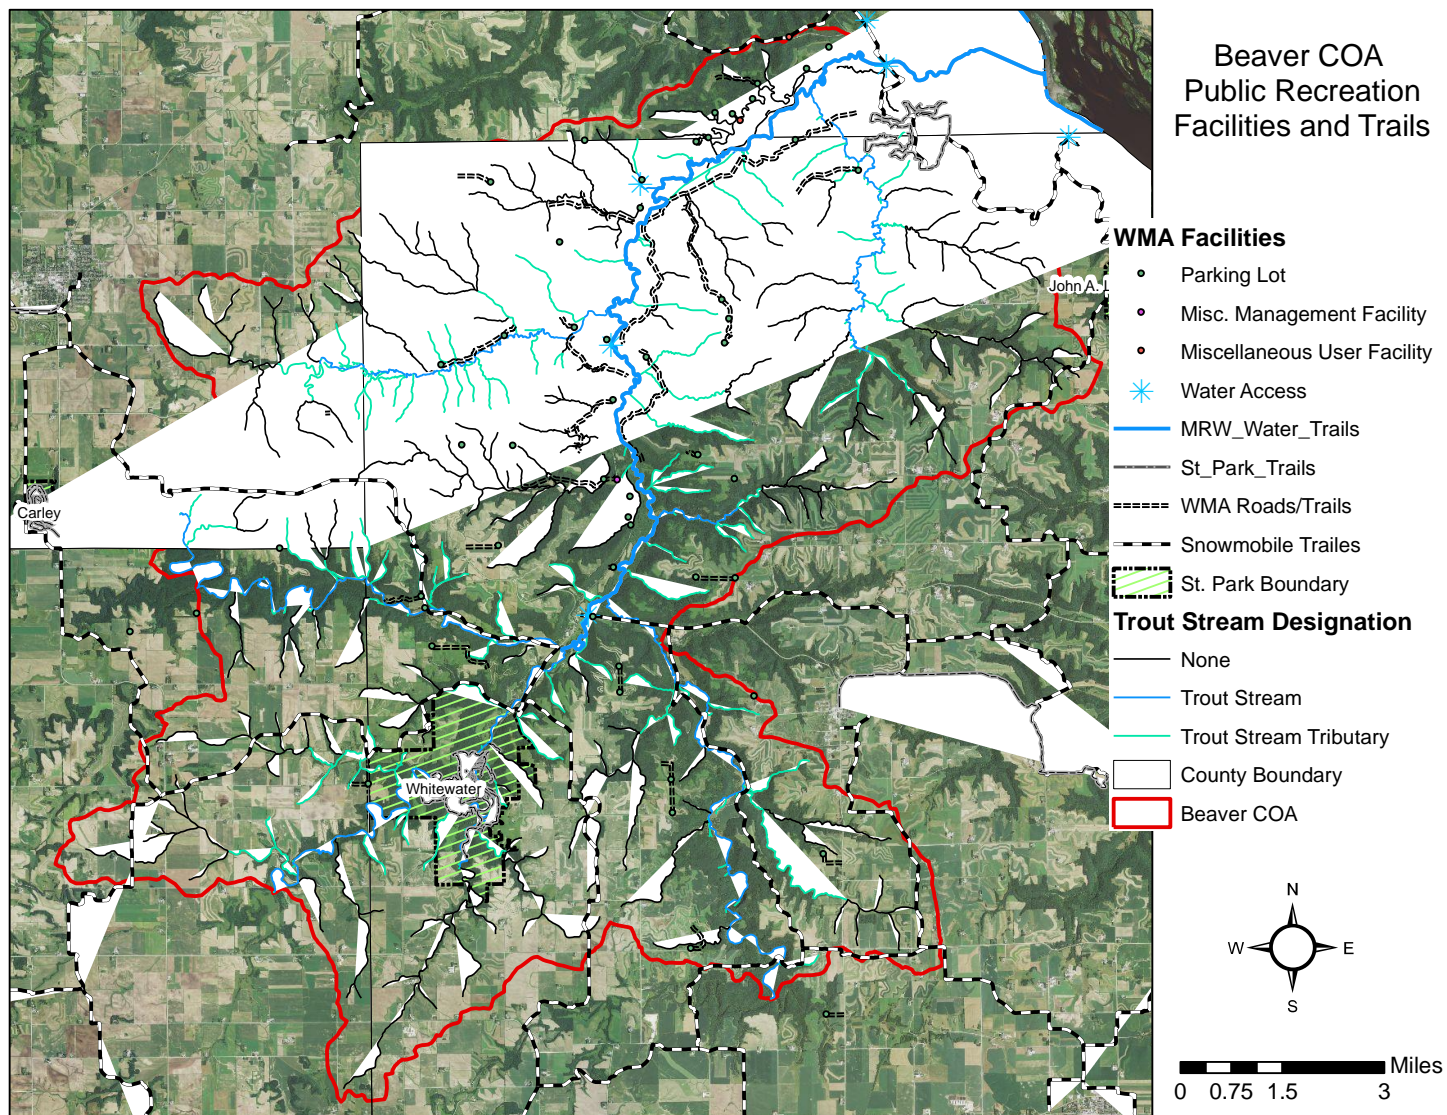 Beaver COA
Public Recreation
Facilities and Trails
WMA Facilities
Parking Lot
Misc. Management Facility
Miscellaneous User Facility
Water Access
MRW_Water_Trails
St_Park_Trails
WMA Roads/Trails
Snowmobile Trailes
St. Park Boundary
Trout Stream Designation
None
Trout Stream
Trout Stream Tributary
County Boundary
Beaver COA
John A. L
Carley
Whitewater
N
W E
S
Miles
0 0.75 1.5 3